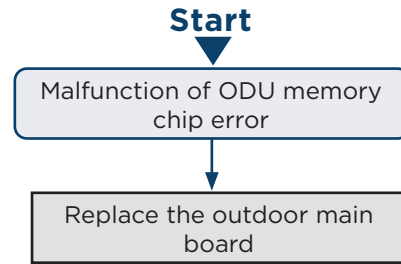 Start
Malfunction of ODU memory
chip error
Replace the outdoor main
board